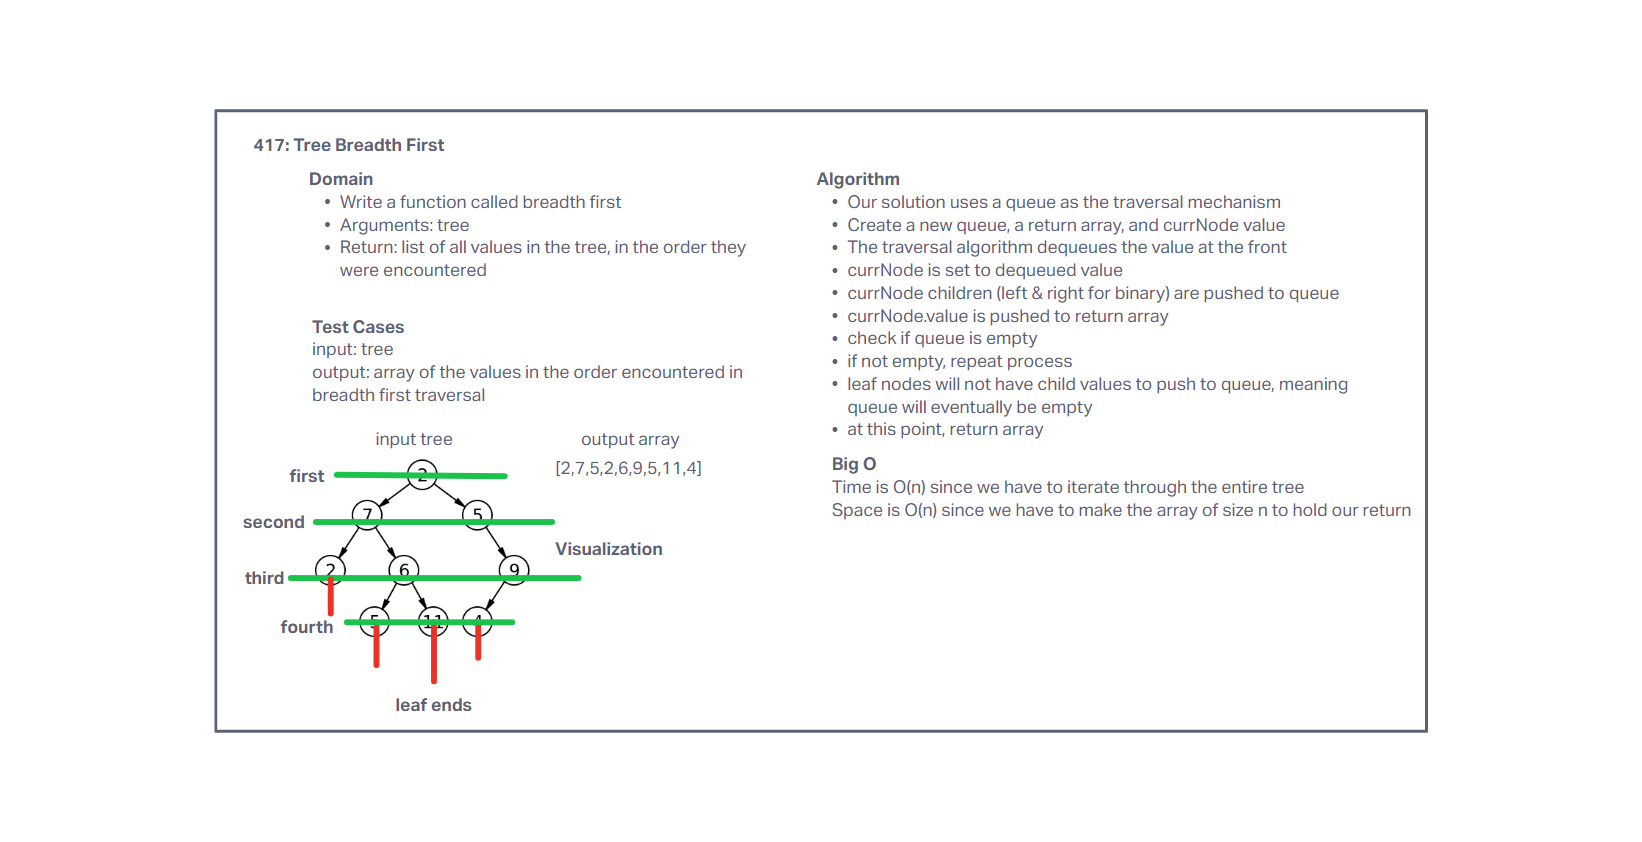 417: Tree Breadth First
Domain
• Write a function called breadth first
• Arguments: tree
• Return: list of all values in the tree, in the order they
were encountered
Test Cases
input: tree
output: array of the values in the order encountered in
breadth first traversal
input tree
output array
[2,7,5,2,6,9,5,11,4]
first
2
second
7
5
Visualization
third
2
6
9
fourth
5
11
4
leaf ends
Algorithm
• Our solution uses a queue as the traversal mechanism
• Create a new queue, a return array, and currNode value
• The traversal algorithm dequeues the value at the front
• currNode is set to dequeued value
• currNode children (left & right for binary) are pushed to queue
• currNode.value is pushed to return array
• check if queue is empty
• if not empty, repeat process
• leaf nodes will not have child values to push to queue, meaning
queue will eventually be empty
• at this point, return array
Big O
Time is O(n) since we have to iterate through the entire tree
Space is O(n) since we have to make the array of size n to hold our return